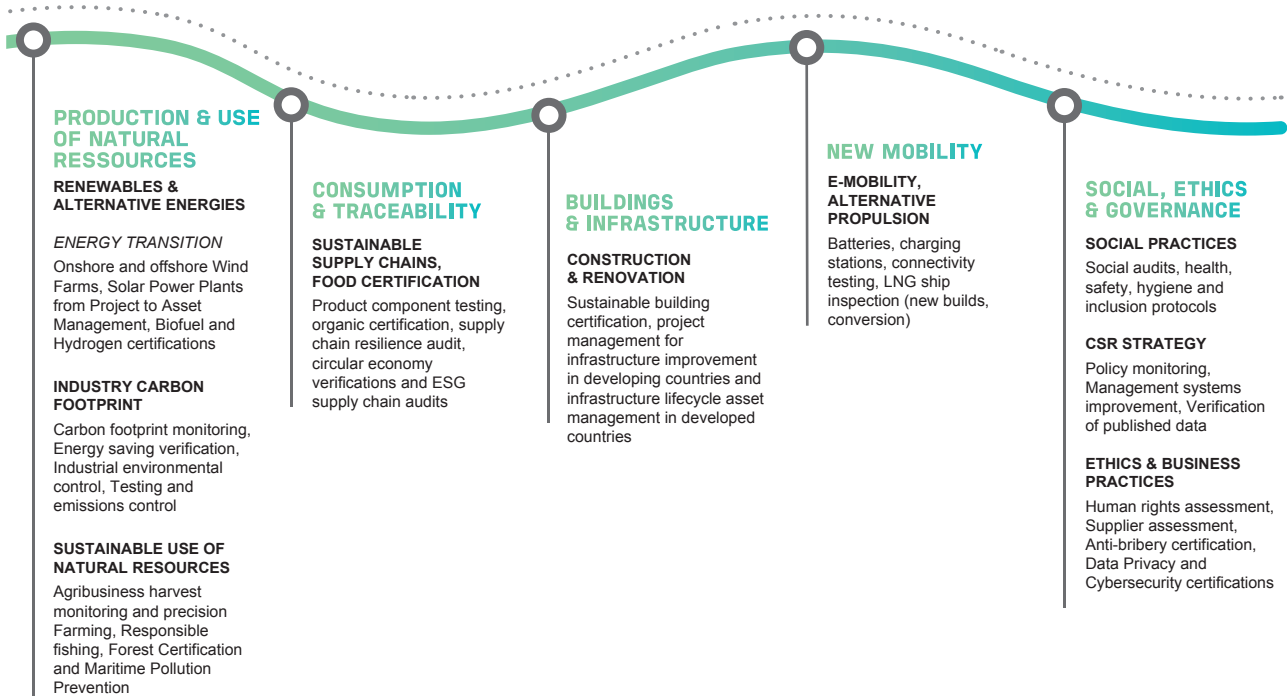 PRODUCTION & USE
OF NATURAL
RESSOURCES
RENEWABLES &
ALTERNATIVE ENERGIES
ENERGY TRANSITION
Onshore and offshore Wind
Farms, Solar Power Plants
from Project to Asset
Management, Biofuel and
Hydrogen certifications
INDUSTRY CARBON
FOOTPRINT
Carbon footprint monitoring,
Energy saving verification,
Industrial environmental
control, Testing and
emissions control
SUSTAINABLE USE OF
NATURAL RESOURCES
Agribusiness harvest
monitoring and precision
Farming, Responsible
fishing, Forest Certification
and Maritime Pollution
Prevention
CONSUMPTION
& TRACEABILITY
SUSTAINABLE
SUPPLY CHAINS,
FOOD CERTIFICATION
Product component testing,
organic certification, supply
chain resilience audit,
circular economy
verifications and ESG
supply chain audits
BUILDINGS
& INFRASTRUCTURE
CONSTRUCTION
& RENOVATION
Sustainable building
certification, project
management for
infrastructure improvement
in developing countries and
infrastructure lifecycle asset
management in developed
countries
NEW MOBILITY
E-MOBILITY,
ALTERNATIVE
PROPULSION
Batteries, charging
stations, connectivity
testing, LNG ship
inspection (new builds,
conversion)
SOCIAL, ETHICS
& GOVERNANCE
SOCIAL PRACTICES
Social audits, health,
safety, hygiene and
inclusion protocols
CSR STRATEGY
Policy monitoring,
Management systems
improvement, Verification
of published data
ETHICS & BUSINESS
PRACTICES
Human rights assessment,
Supplier assessment,
Anti-bribery certification,
Data Privacy and
Cybersecurity certifications